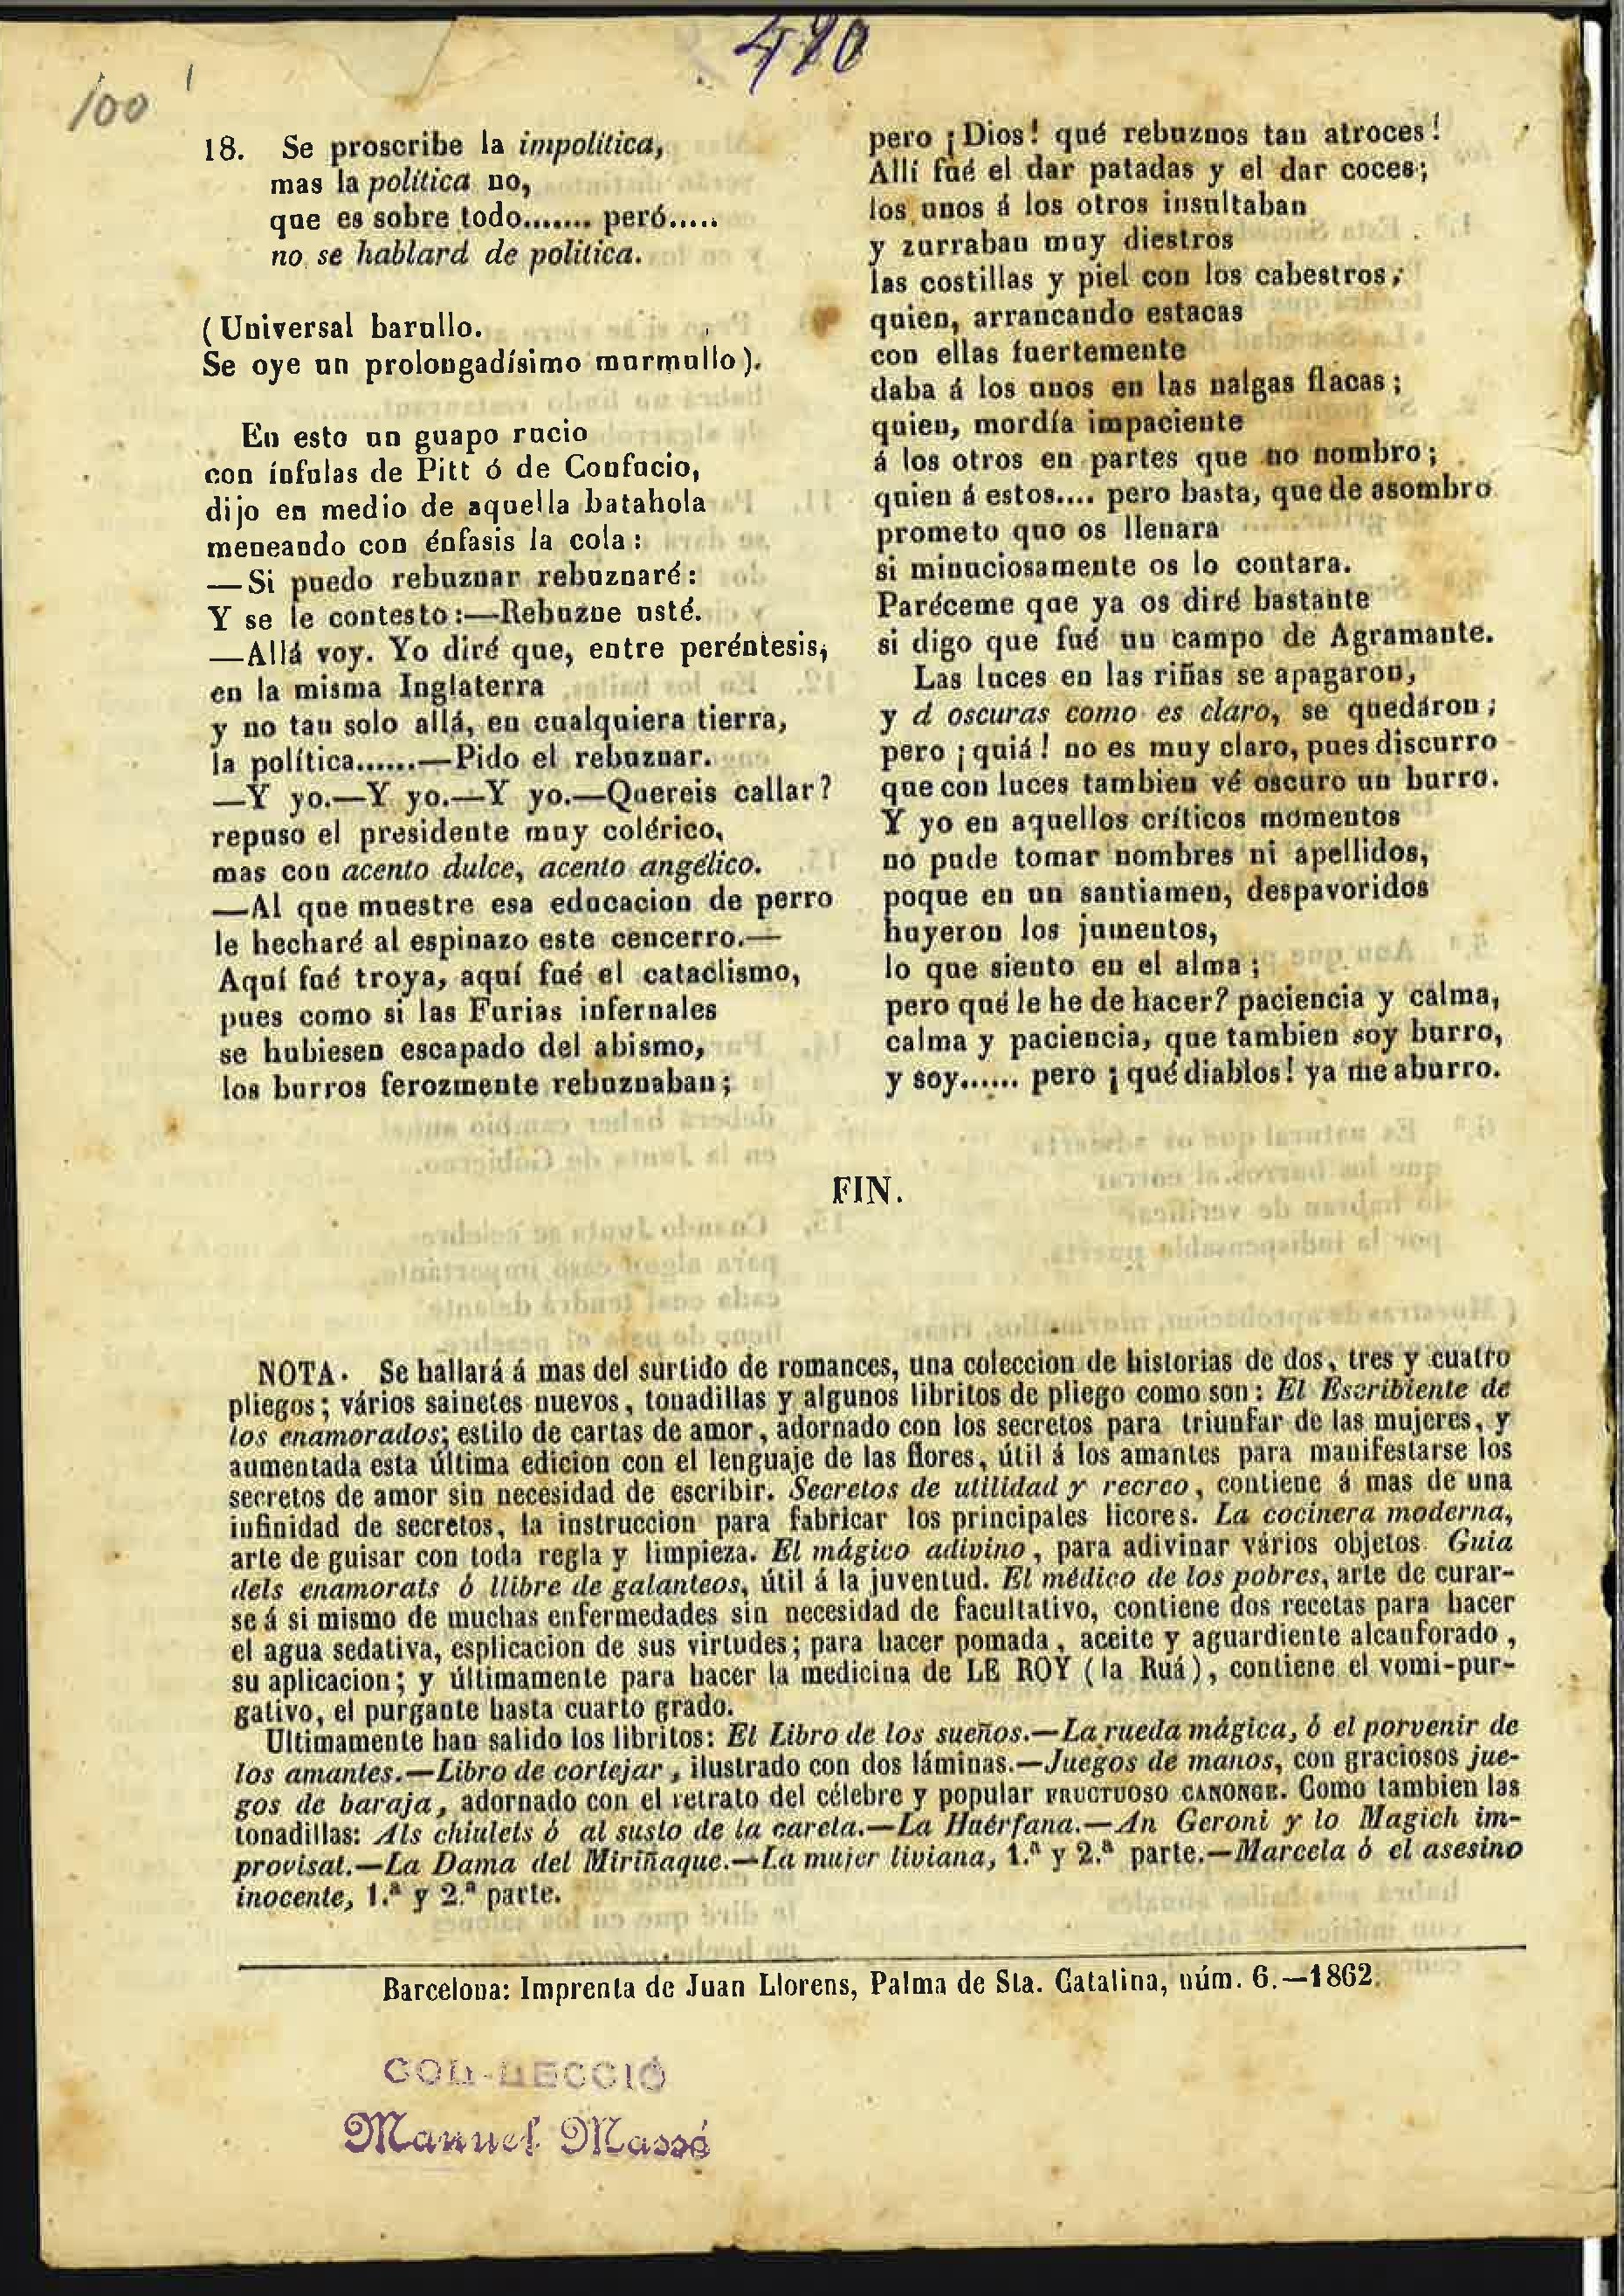 480
100
18. Se proscribe la impolítica,
mas la política no,
que es sobre todo....... peró.....
no se hablará de política.
(Universal barullo.
Se oye un prolongadísimo murmullo).
En esto un guapo rucio
con ínfulas de Pitt ó de Confucio,
dijo en medio de aquella batahola
meneando con énfasis la cola:
—Si puedo rebuznar rebuznaré:
Y se le contesto:—Rebuzne usté.
—Allá voy. Yo diré que, entre peréntesis,
en la misma Inglaterra
y no tan solo allá, en cualquiera tierra,
la política......—Pido el rebuznar.
—Y yo.—Y yo.—Y yo.—Quereis callar?
repuso el presidente muy colérico,
mas con acento dulce, acento angélico.
—Al que muestre esa educacion de perro
le hecharé al espinazo este cencerro.—
Aquí fué troya, aquí fué el cataclismo,
pues como si las Furias infernales
se hubiesen escapado del abismo,
los burros ferozmente rebuznaban;
pero ¡Dios! qué rebuznos tan atroces!
Allí fué el dar patadas y el dar coces;
los unos á los otros insultaban
y zurraban muy diestros
las costillas y piel con los cabestros;
quien, arrancando estacas
con ellas fuertemente
daba á los unos en las nalgas flacas;
quien, mordía impaciente
á los otros en partes que no nombro;
quien á estos.... pero basta, que de asombro
prometo quo os llenara
si minuciosamente os lo contara.
Paréceme que ya os diré bastante
si digo que fué un campo de Agramante.
Las luces en las riñas se apagaron,
y á oscuras como es claro, se quedáron;
pero ¡quiá! no es muy claro, pues discurro
que con luces tambien vé oscuro un burro.
Y yo en aquellos críticos momentos
no pude tomar nombres ni apellidos,
poque en un santiamen, despavoridos
huyeron los jumentos,
lo que siento en el alma;
pero qué le he de hacer? paciencia y calma,
calma y paciencia, que tambien soy burro,
y soy...... pero ¡qué diablos! ya me aburro.
FIN.
NOTA. Se hallará á mas del surtido de romances, una coleccion de historias de dos, tres y cuatro
pliegos; vários sainetes nuevos, tonadillas y algunos libritos de pliego como son: El Escribiente de
los enamorados; estilo de cartas de amor, adornado con los secretos para triunfar de las mujeres, y
aumentada esta última edicion con el lenguaje de las flores, útil á los amantes para manifestarse los
secretos de amor sin necesidad de escribir. Secretos de utilidad y recreo, contiene á mas de una
infinidad de secretos, la instruccion para fabricar los principales licores. La cocinera moderna,
arte de guisar con toda regla y limpieza. El mágico adivino, para adivinar vários objetos. Guia
dels enamorats ó llibre de galanteos, útil á la juventud. El médico de los pobres, arte de curar-
se á si mismo de muchas enfermedades sin necesidad de facultativo, contiene dos recetas para hacer
el agua sedativa, esplicacion de sus virtudes; para hacer pomada, aceite y aguardiente alcanforado,
su aplicacion; y últimamente para hacer la medicina de LE ROY (la Ruá), contiene el vomi-pur-
gativo, el purgante hasta cuarto grado.
Ultimamente han salido los libritos: El Libro de los sueños.—La rueda mágica, ó el porvenir de
los amantes.—Libro de cortejar, ilustrado con dos láminas.—Juegos de manos, con graciosos jue-
gos de baraja, adornado con el retrato del célebre y popular FRUCTUOSO CANONGE. Como tambien las
tonadillas: Als chiulets ó al susto de la careta.—La Huérfana.—An Geroni y lo Magich im-
provisat.—La Dama del Miriñaque.—La mujer liviana, 1.ª y 2.ª parte.—Marcela ó el asesino
inocente, 1.ª y 2.ª parte.
Barcelona: Imprenta de Juan Llorens, Palma de Sta. Catalina, núm. 6.—1862.
COL·LECCIÓ
Manuel Massó